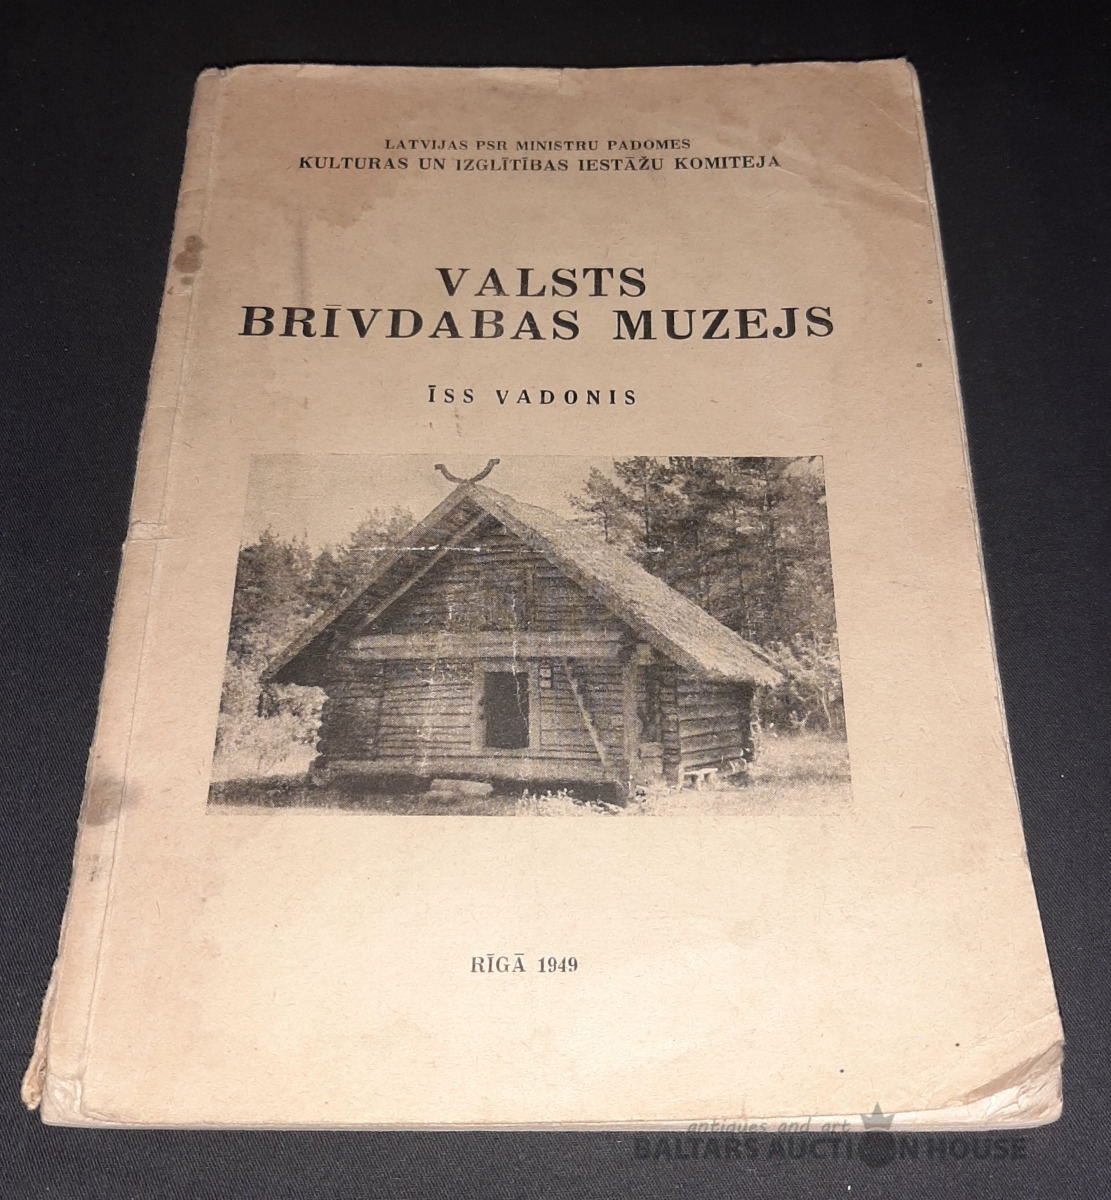 LATVIJAS PSR MINISTRU PADOMES
KULTURAS UN IZGLĪTĪBAS IESTĀŽU KOMITEJA
VALSTS
BRĪVDABAS MUZEJS
ĪSS VADONIS
RĪGĀ 1949
antiques and art
BALTARS AUCTION HOUSE